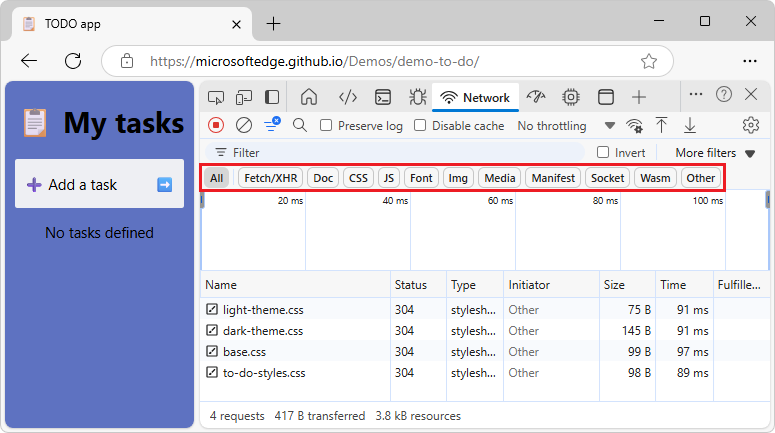 TODO app
https://microsoftedge.github.io/Demos/demo-to-do/
My tasks
Add a task
No tasks defined
Network
Preserve log Disable cache No throttling
Filter Invert More filters
All Fetch/XHR Doc CSS JS Font Img Media Manifest Socket Wasm Other
20 ms 40 ms 60 ms 80 ms 100 ms
Name Status Type Initiator Size Time Fulfille...
light-theme.css 304 stylesh... Other 75 B 91 ms
dark-theme.css 304 stylesh... Other 145 B 91 ms
base.css 304 stylesh... Other 99 B 97 ms
to-do-styles.css 304 stylesh... Other 98 B 89 ms
4 requests 417 B transferred 3.8 kB resources